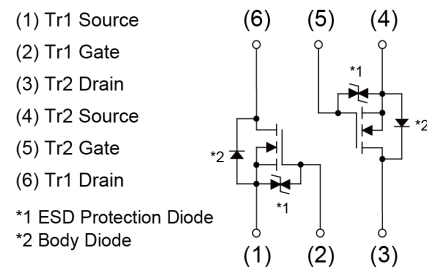 (1) Tr1 Source
(2) Tr1 Gate
(3) Tr2 Drain
(4) Tr2 Source
(5) Tr2 Gate
(6) Tr1 Drain
*1 ESD Protection Diode
*2 Body Diode
(6) (5) (4)
*1
*2
*2
*1
(1) (2) (3)